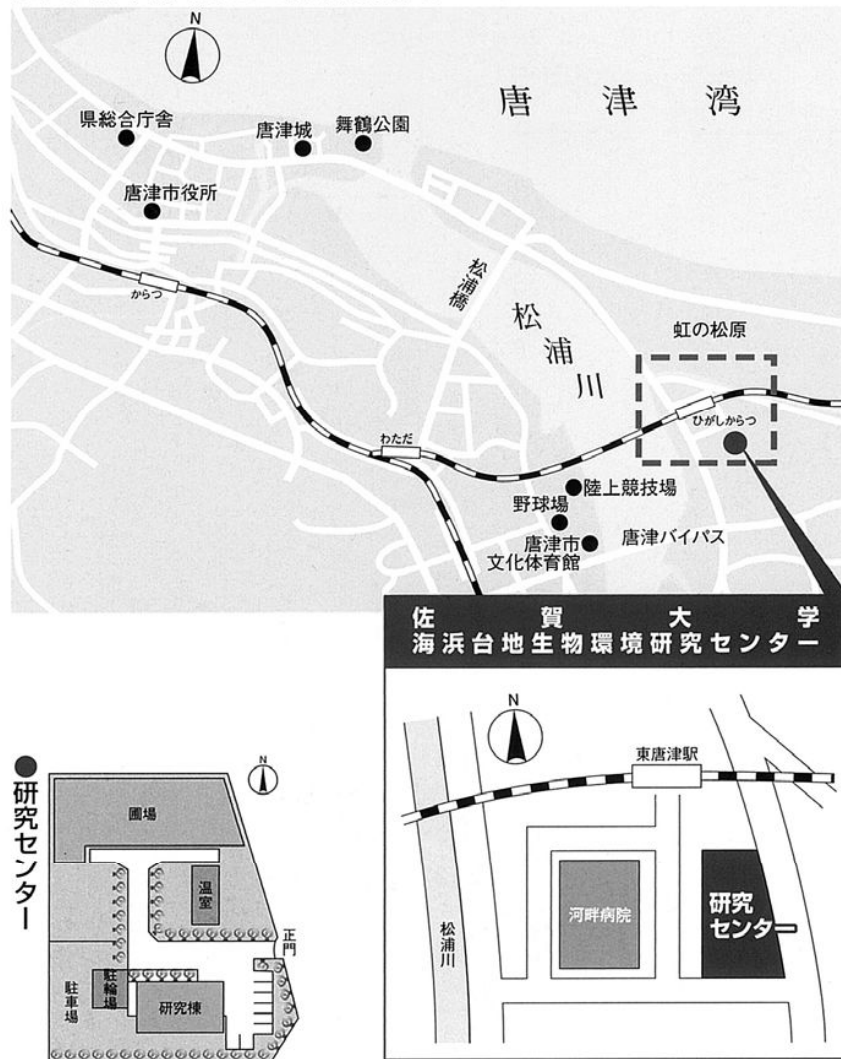 N
唐津湾
県総合庁舎
唐津城
舞鶴公園
唐津市役所
からつ
松浦橋
松浦川
虹の松原
ひがしからつ
わただ
陸上競技場
野球場
唐津市
文化体育館
唐津バイパス
佐賀大学
海浜台地生物環境研究センター
N
東唐津駅
河畔病院
研究
センター
松浦川
●研究センター
N
圃場
温室
正門
駐輪場
駐車場
研究棟